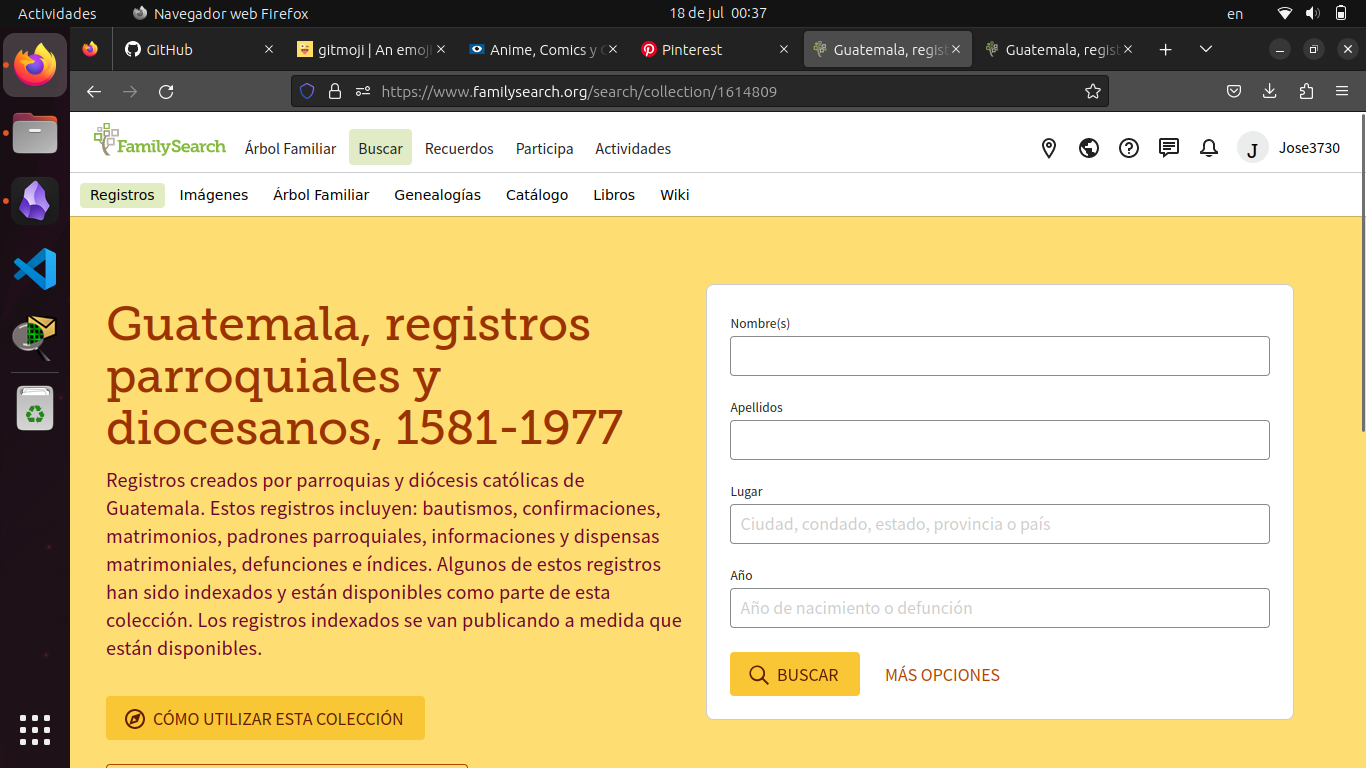 Actividades Navegador web Firefox 18 de jul 00:37 en
GitHub gitmoji | An emoji Anime, Comics y C Pinterest Guatemala, regist Guatemala, regist
https://www.familysearch.org/search/collection/1614809
FamilySearch Árbol Familiar Buscar Recuerdos Participa Actividades J Jose3730
Registros Imágenes Árbol Familiar Genealogías Catálogo Libros Wiki
Guatemala, registros
parroquiales y
diocesanos, 1581-1977
Registros creados por parroquias y diócesis católicas de
Guatemala. Estos registros incluyen: bautismos, confirmaciones,
matrimonios, padrones parroquiales, informaciones y dispensas
matrimoniales, defunciones e índices. Algunos de estos registros
han sido indexados y están disponibles como parte de esta
colección. Los registros indexados se van publicando a medida que
están disponibles.
CÓMO UTILIZAR ESTA COLECCIÓN
Nombre(s)
Apellidos
Lugar
Ciudad, condado, estado, provincia o país
Año
Año de nacimiento o defunción
BUSCAR MÁS OPCIONES